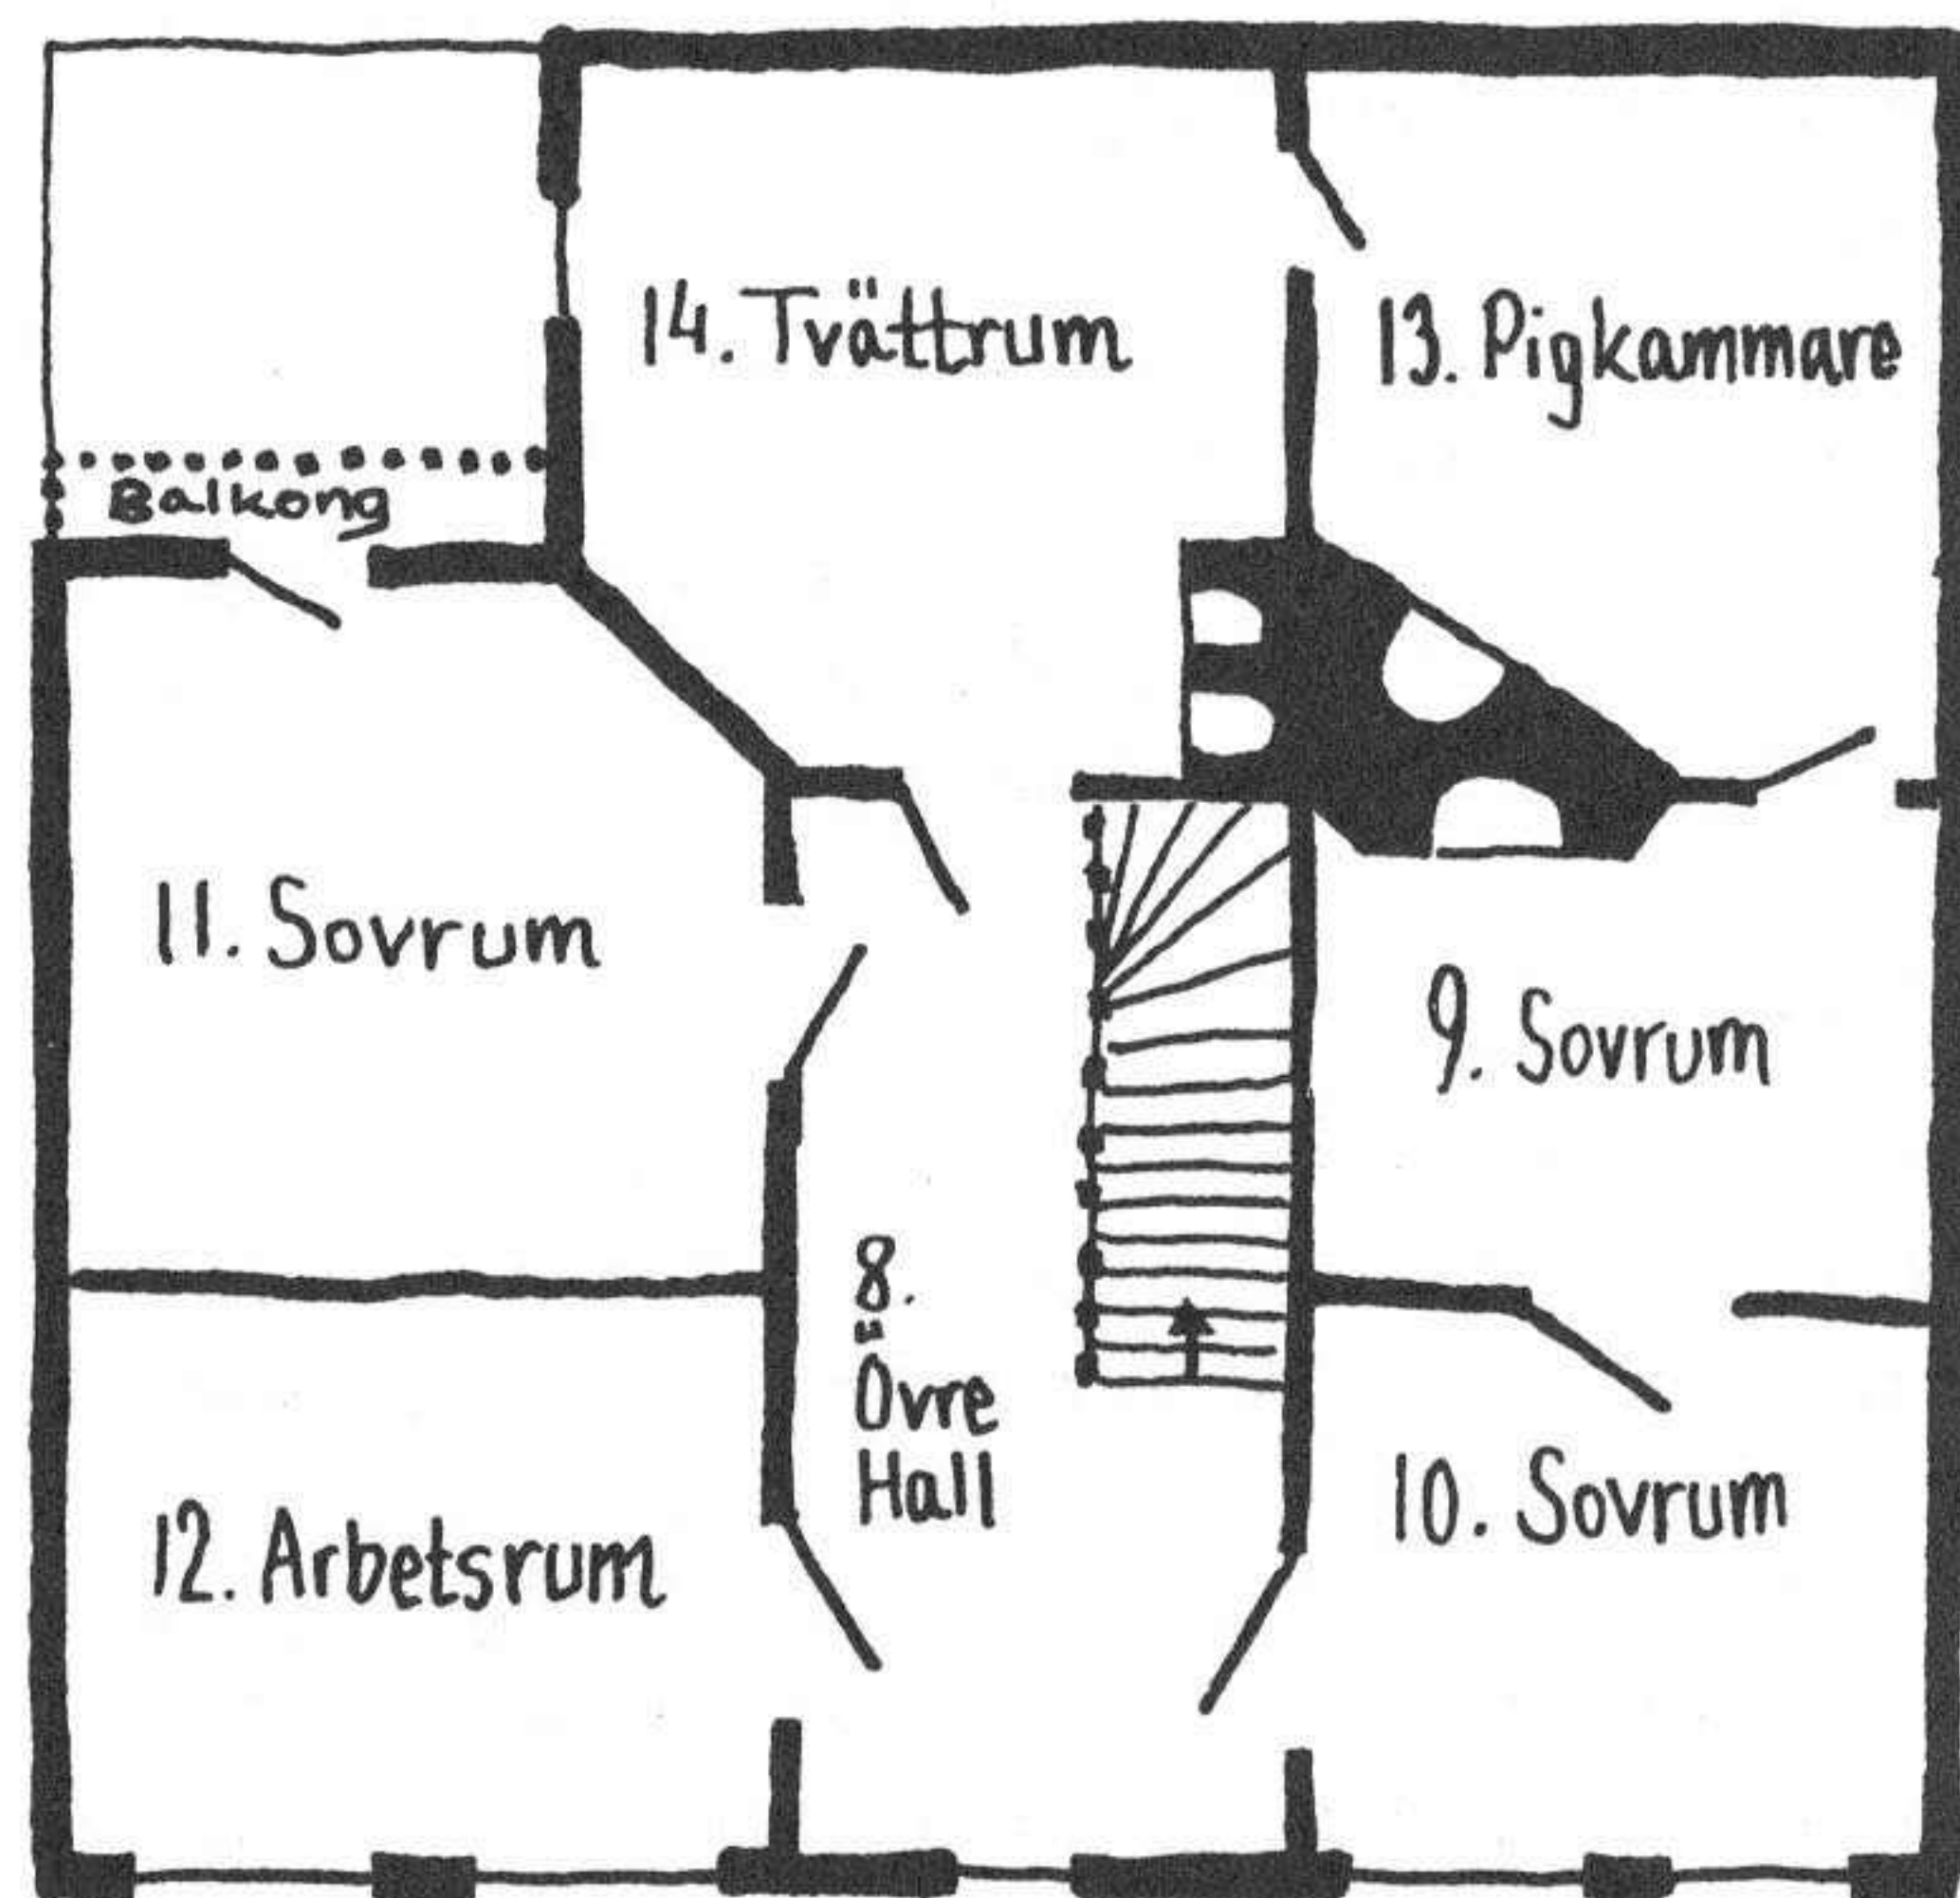 14. Tvättrum
13. Pigkammare
Balkong
11. Sovrum
9. Sovrum
8.
Övre
Hall
10. Sovrum
12. Arbetsrum